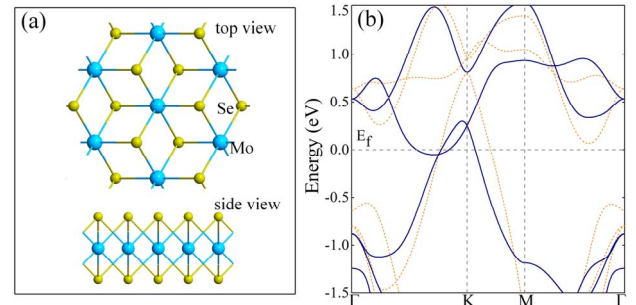 (a)
top view
Se
Mo
side view
(b)
Energy (eV)
1.5
1.0
0.5
E_f
0.0
-0.5
-1.0
-1.5
Γ
K
M
Γ